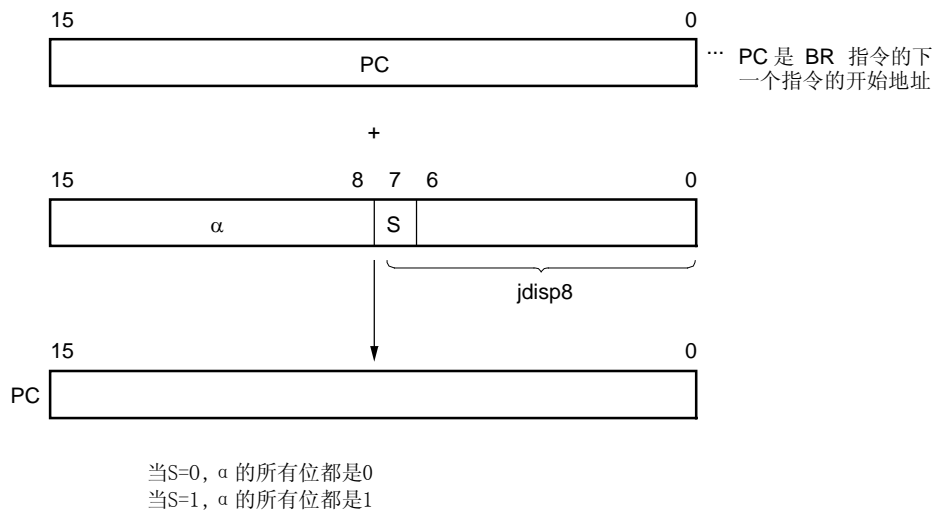 15 0
PC
… PC 是 BR 指令的下
一个指令的开始地址
+
15 8 7 6 0
α S
jdisp8
15 0
PC
当S=0, α 的所有位都是0
当S=1, α 的所有位都是1